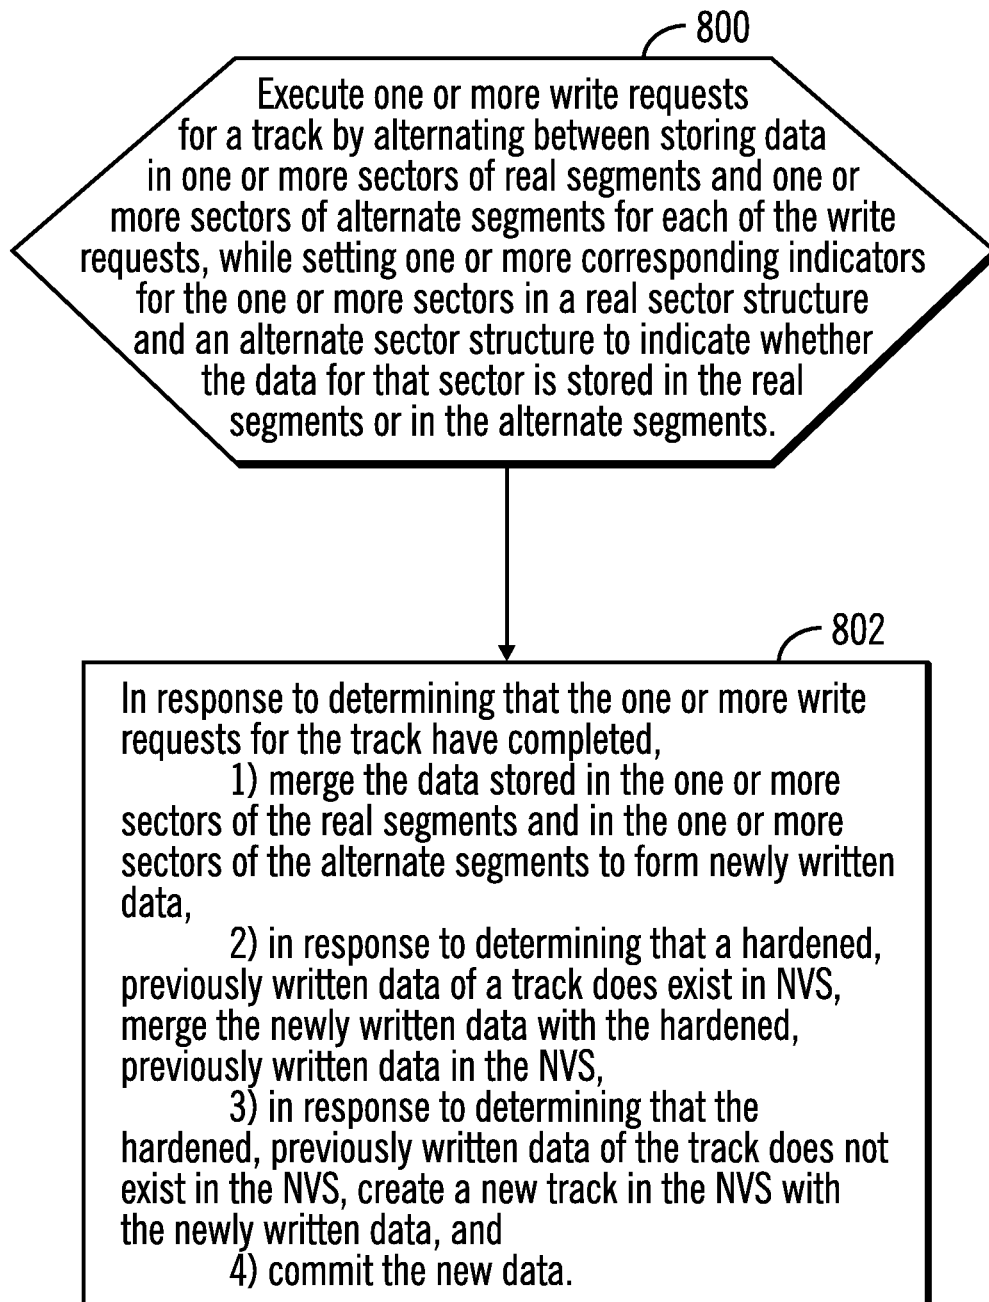 800
Execute one or more write requests
for a track by alternating between storing data
in one or more sectors of real segments and one or
more sectors of alternate segments for each of the write
requests, while setting one or more corresponding indicators
for the one or more sectors in a real sector structure
and an alternate sector structure to indicate whether
the data for that sector is stored in the real
segments or in the alternate segments.
802
In response to determining that the one or more write
requests for the track have completed,
1) merge the data stored in the one or more
sectors of the real segments and in the one or more
sectors of the alternate segments to form newly written
data,
2) in response to determining that a hardened,
previously written data of a track does exist in NVS,
merge the newly written data with the hardened,
previously written data in the NVS,
3) in response to determining that the
hardened, previously written data of the track does not
exist in the NVS, create a new track in the NVS with
the newly written data, and
4) commit the new data.